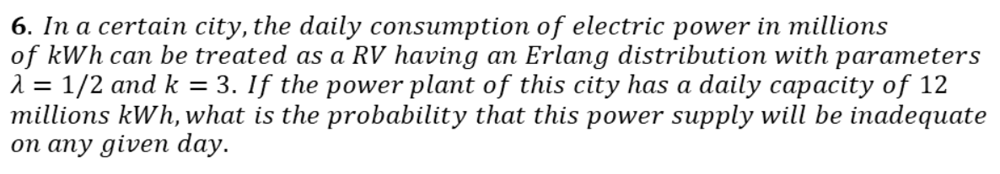 6. In a certain city, the daily consumption of electric power in millions
of kWh can be treated as a RV having an Erlang distribution with parameters
λ = 1/2 and k = 3. If the power plant of this city has a daily capacity of 12
millions kWh, what is the probability that this power supply will be inadequate
on any given day.